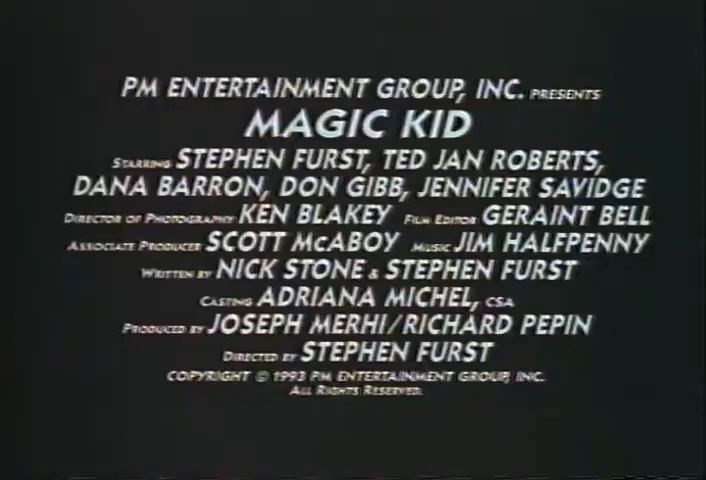 PM ENTERTAINMENT GROUP, INC. PRESENTS
MAGIC KID
STARRING STEPHEN FURST, TED JAN ROBERTS,
DANA BARRON, DON GIBB, JENNIFER SAVIDGE
DIRECTOR OF PHOTOGRAPHY KEN BLAKEY FILM EDITOR GERAINT BELL
ASSOCIATE PRODUCER SCOTT McABOY MUSIC JIM HALFPENNY
WRITTEN BY NICK STONE & STEPHEN FURST
CASTING ADRIANA MICHEL, CSA
PRODUCED BY JOSEPH MERHI/RICHARD PEPIN
DIRECTED BY STEPHEN FURST
COPYRIGHT © 1993 PM ENTERTAINMENT GROUP, INC.
ALL RIGHTS RESERVED.